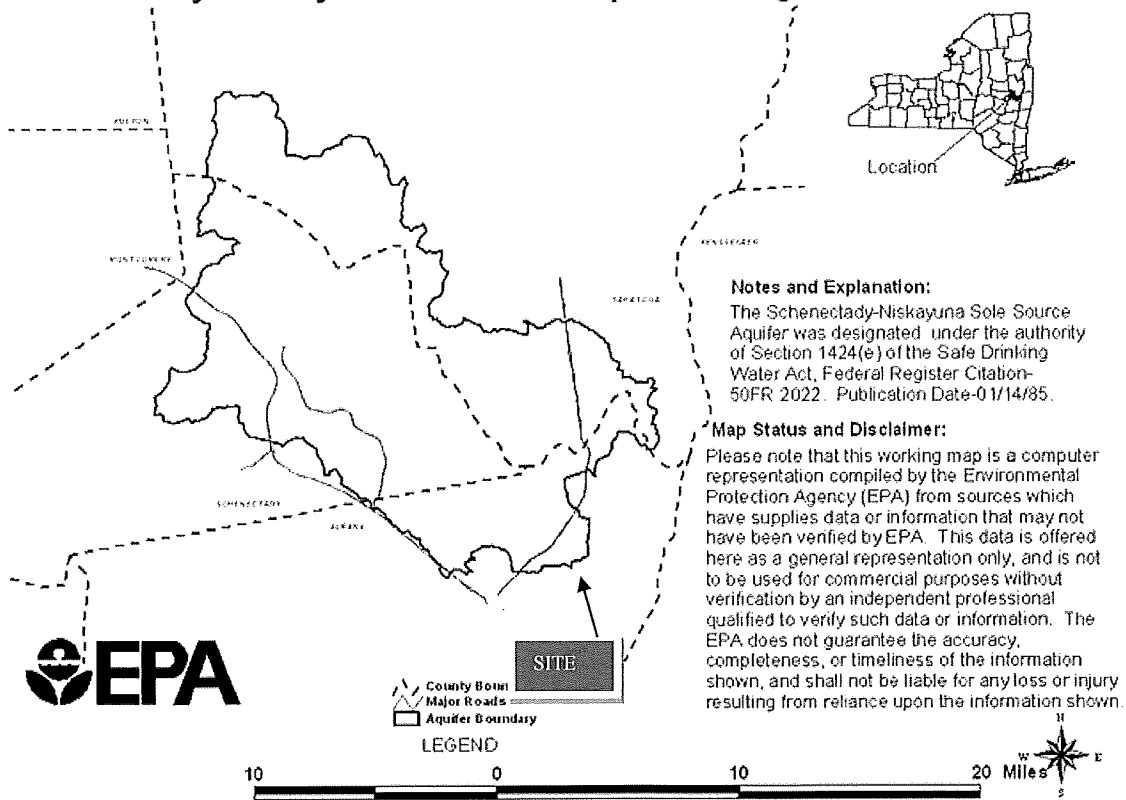 FULTON
Location
RENSSELAER
MONTGOMERY
SARATOGA
Notes and Explanation:
The Schenectady-Niskayuna Sole Source
Aquifer was designated under the authority
of Section 1424(e) of the Safe Drinking
Water Act, Federal Register Citation-
50FR 2022. Publication Date-01/14/85.
Map Status and Disclaimer:
Please note that this working map is a computer
representation compiled by the Environmental
Protection Agency (EPA) from sources which
have supplies data or information that may not
have been verified by EPA. This data is offered
here as a general representation only, and is not
to be used for commercial purposes without
verification by an independent professional
qualified to verify such data or information. The
EPA does not guarantee the accuracy,
completeness, or timeliness of the information
shown, and shall not be liable for any loss or injury
resulting from reliance upon the information shown.
SCHENECTADY
ALBANY
SITE
EPA
County Boun
Major Roads
Aquifer Boundary
LEGEND
N
W E
S
10 0 10 20 Miles